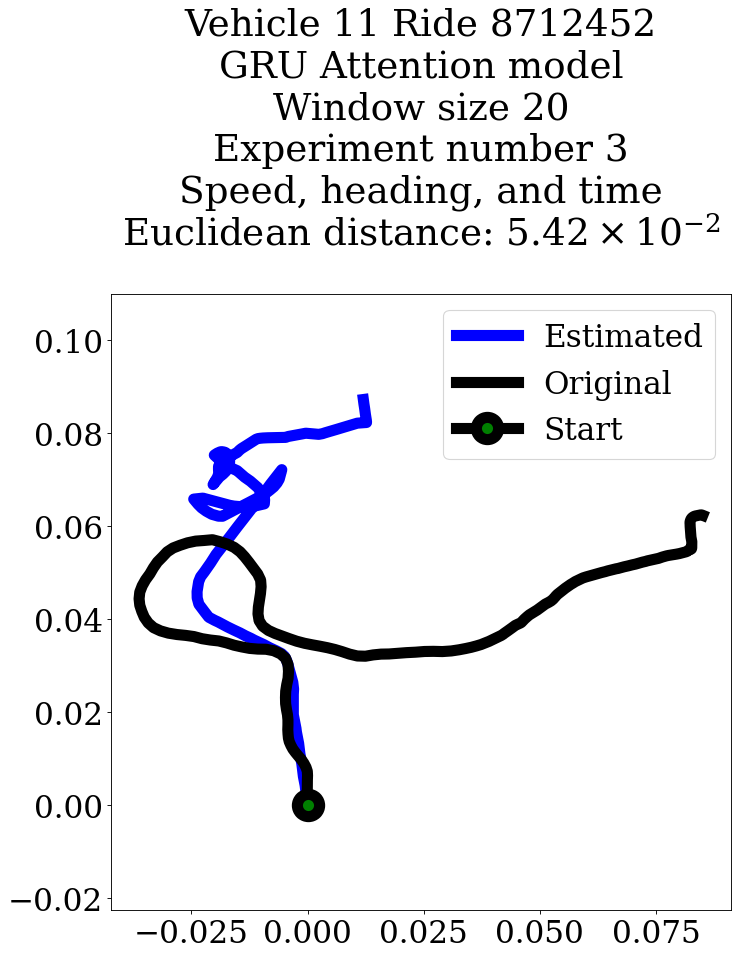 Vehicle 11 Ride 8712452
GRU Attention model
Window size 20
Experiment number 3
Speed, heading, and time
Euclidean distance: 5.42 × 10⁻²
Estimated
Original
Start
0.10
0.08
0.06
0.04
0.02
0.00
−0.02
−0.025 0.000 0.025 0.050 0.075